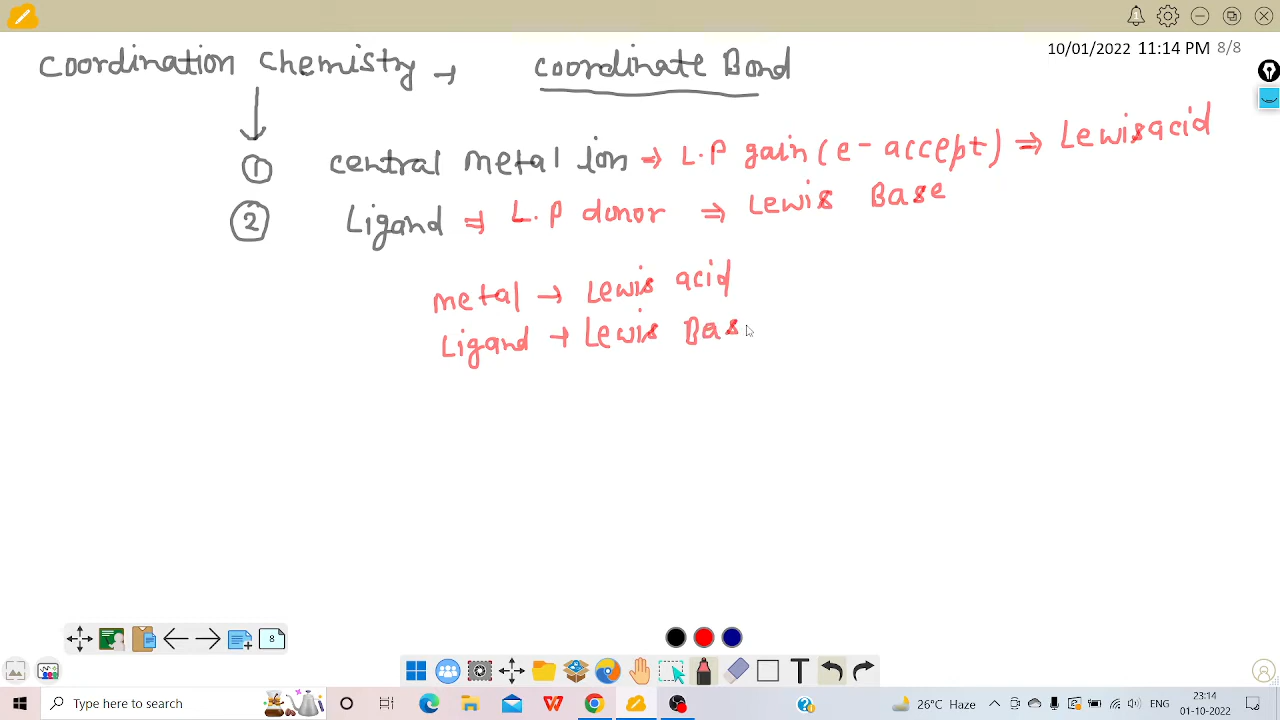 10/01/2022 11:14 PM 8/8
Coordination Chemistry → Coordinate Bond
① Central metal ion ⇒ L.P gain (e- accept) ⇒ Lewis acid
② Ligand ⇒ L.P donor ⇒ Lewis Base
metal → Lewis acid
Ligand → Lewis Bas
8
T
Type here to search
W
26°C Haze
ENG
23:14
01-10-2022